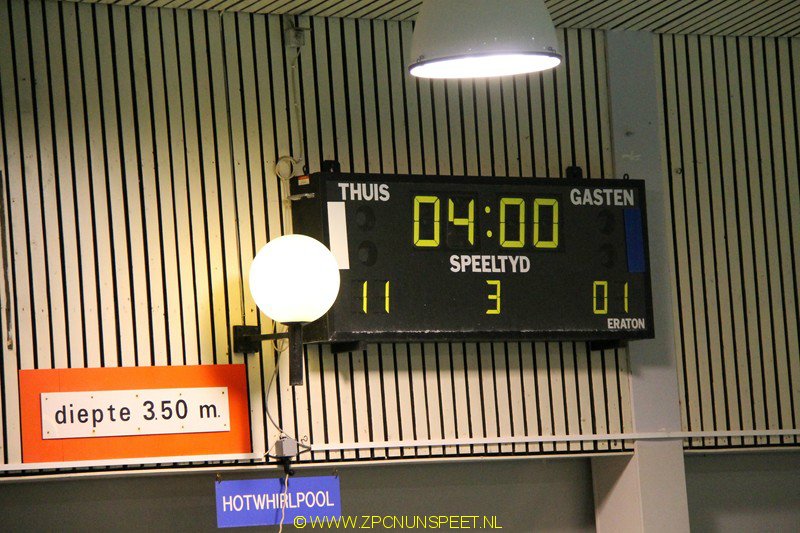 THUIS
GASTEN
04:00
SPEELTYD
11 3 01
ERATON
diepte 3.50 m.
HOTWHIRLPOOL
© WWW.ZPCNUNSPEET.NL